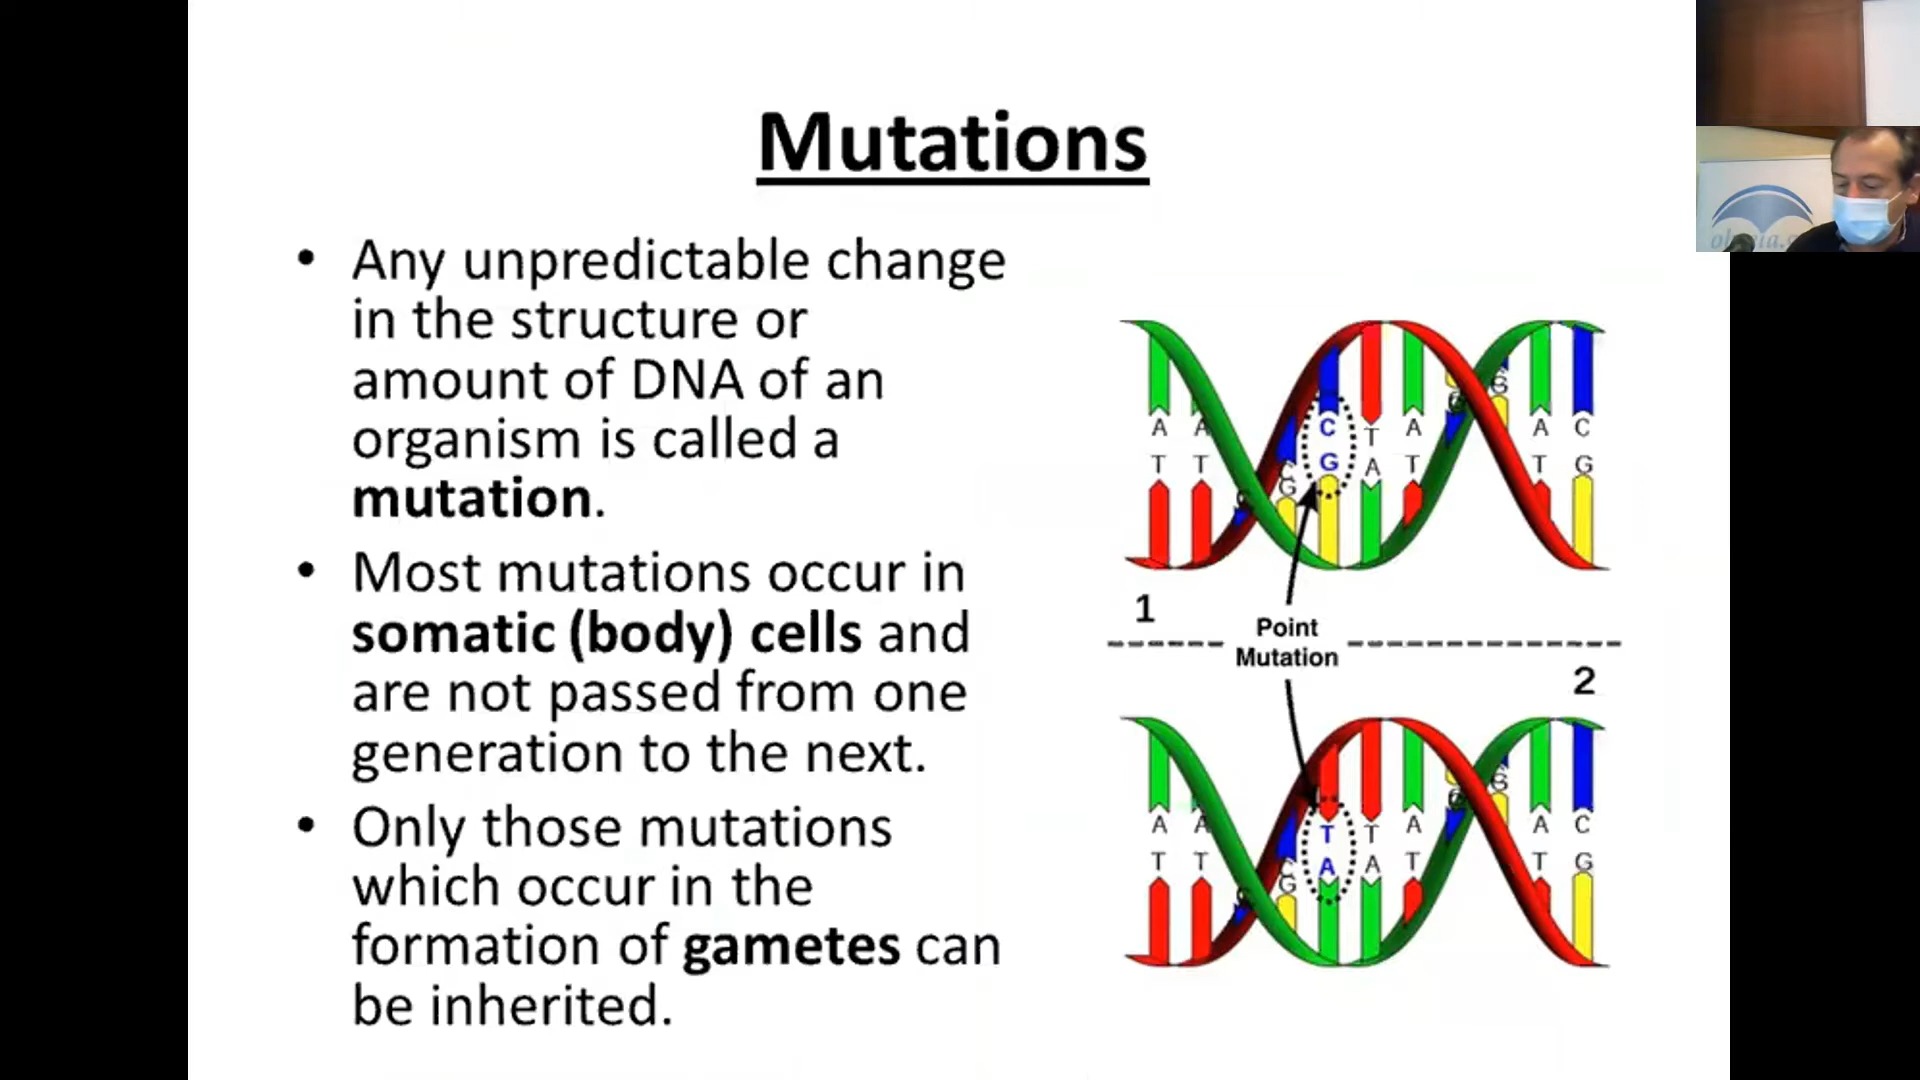 Mutations
• Any unpredictable change
in the structure or
amount of DNA of an
organism is called a
mutation.
• Most mutations occur in
somatic (body) cells and
are not passed from one
generation to the next.
• Only those mutations
which occur in the
formation of gametes can
be inherited.
A A C T A A C
T T G G A T T G
1
Point
Mutation
2
A A T T A A C
T T G A A T T G